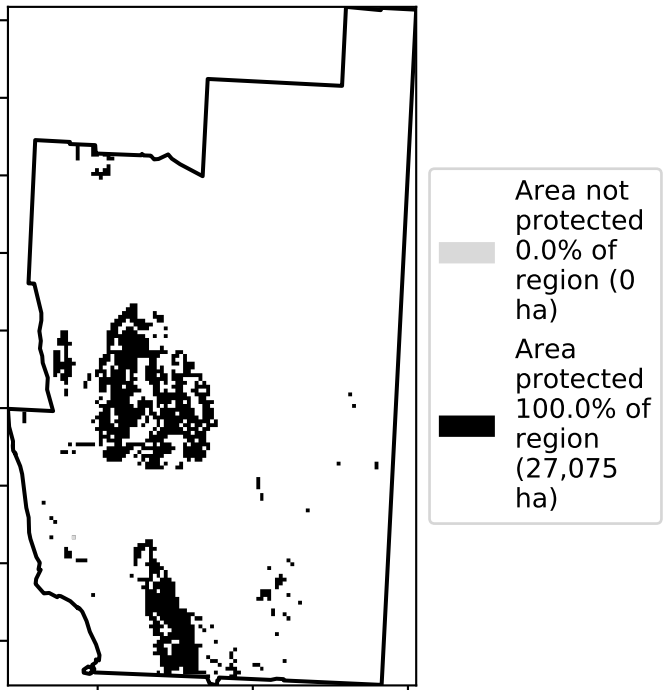 Area not
protected
0.0% of
region (0
ha)
Area
protected
100.0% of
region
(27,075
ha)